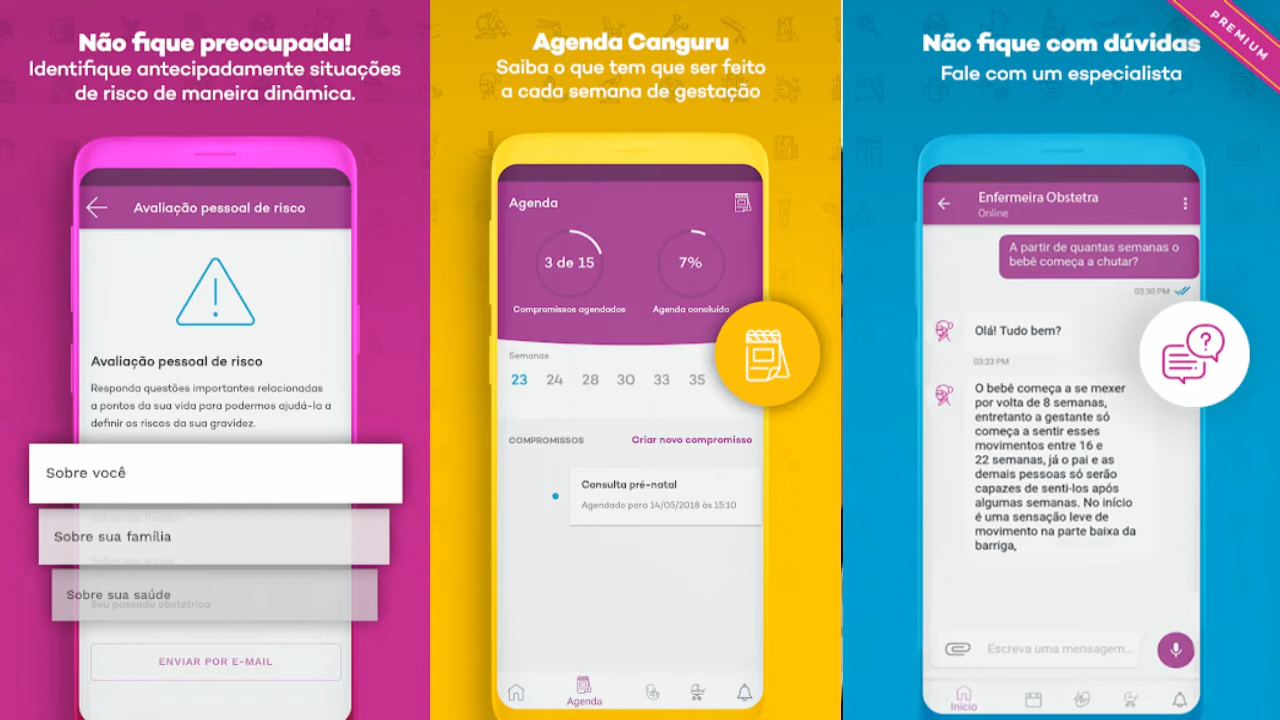 Não fique preocupada!
Identifique antecipadamente situações
de risco de maneira dinâmica.
Avaliação pessoal de risco
Avaliação pessoal de risco
Responda questões importantes relacionadas
a pontos da sua vida para podermos ajudá-la a
definir os riscos da sua gravidez.
Sobre você
Sobre sua família
Sobre sua família
Sobre sua saúde
Seu passado obstétrico
ENVIAR POR E-MAIL
Agenda Canguru
Saiba o que tem que ser feito
a cada semana de gestação
Agenda
3 de 15
7%
Compromissos agendados
Agenda concluída
Semanas
23 24 28 30 33 35
COMPROMISSOS
Criar novo compromisso
Consulta pré-natal
Agendado para 14/05/2018 às 15:10
Agenda
PREMIUM
Não fique com dúvidas
Fale com um especialista
Enfermeira Obstetra
Online
A partir de quantas semanas o
bebê começa a chutar?
03:30 PM
Olá! Tudo bem?
03:33 PM
O bebê começa a se mexer
por volta de 8 semanas,
entretanto a gestante só
começa a sentir esses
movimentos entre 16 e
22 semanas, já o pai e as
demais pessoas só serão
capazes de senti-los após
algumas semanas. No início
é uma sensação leve de
movimento na parte baixa da
barriga,
Escreva uma mensagem...
Início